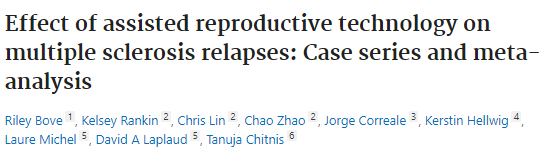 Effect of assisted reproductive technology on
multiple sclerosis relapses: Case series and meta-
analysis
Riley Bove 1, Kelsey Rankin 2, Chris Lin 2, Chao Zhao 2, Jorge Correale 3, Kerstin Hellwig 4,
Laure Michel 5, David A Laplaud 5, Tanuja Chitnis 6